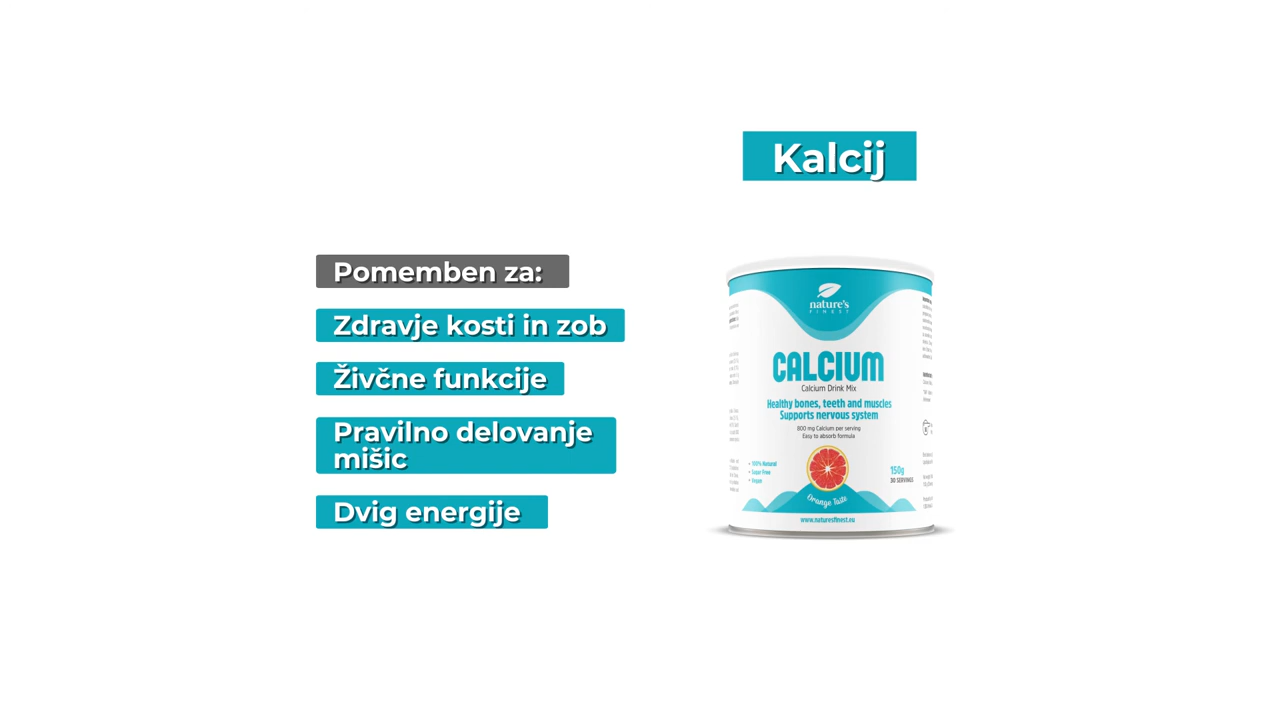 Kalcij
Pomemben za:
Zdravje kosti in zob
Živčne funkcije
Pravilno delovanje
mišic
Dvig energije
nature's
FINEST
CALCIUM
Calcium Drink Mix
Healthy bones, teeth and muscles
Supports nervous system
800 mg Calcium per serving
Easy to absorb formula
• 100% Natural
• Sugar Free
• Vegan
150g
30 SERVINGS
Orange Taste
www.naturesfinest.eu